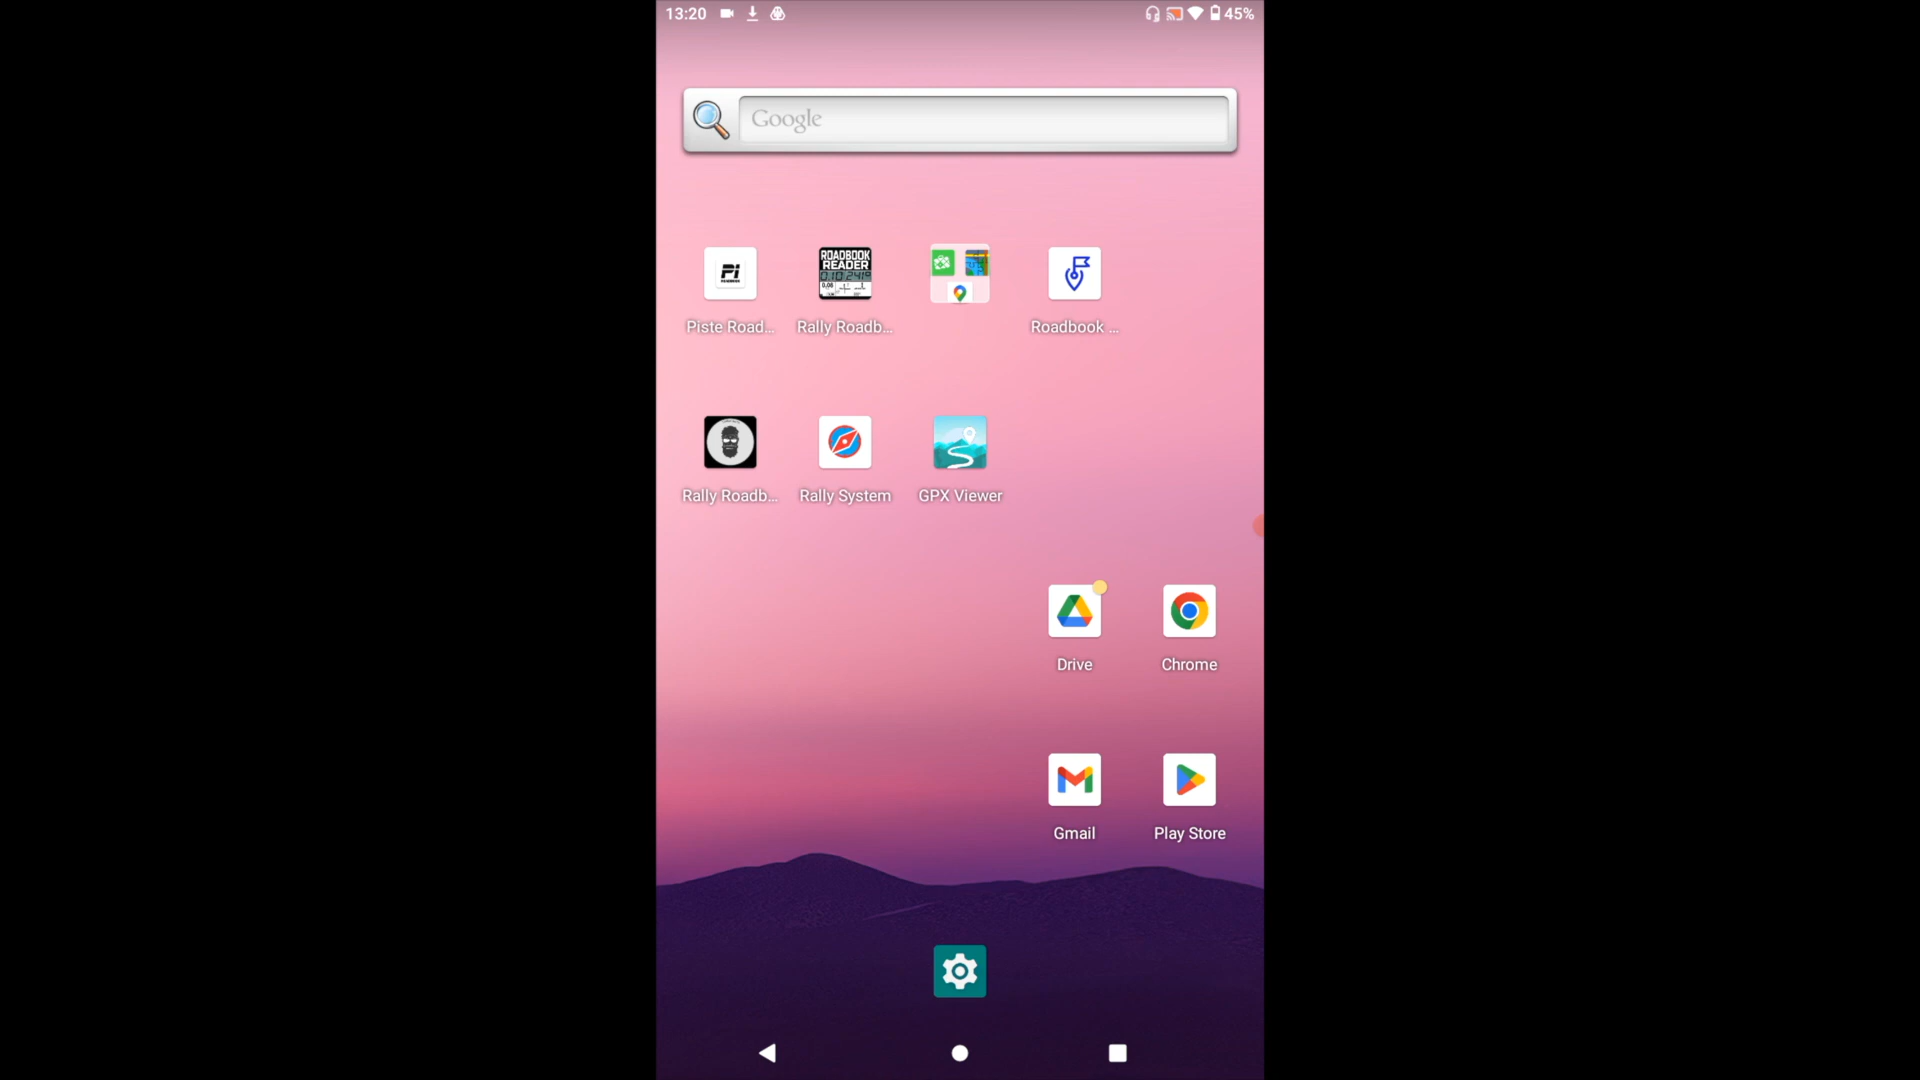 13:20 45%
Google
Pi
ROADBOOK
READER
Piste Road... Rally Roadb... Roadbook ...
Rally Roadb... Rally System GPX Viewer
Drive Chrome
Gmail Play Store